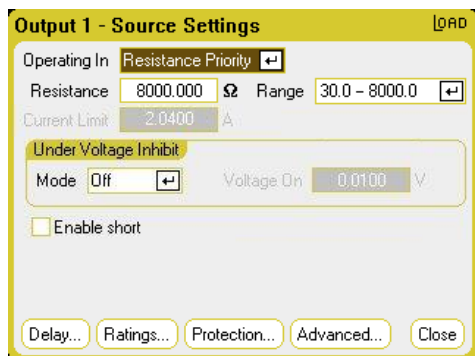 Output 1 - Source Settings LOAD
Operating In Resistance Priority
Resistance 8000.000 Ω Range 30.0 – 8000.0
Current Limit 2.0400 A
Under Voltage Inhibit
Mode Off Voltage On 0.0100 V
Enable short
Delay... Ratings... Protection... Advanced... Close